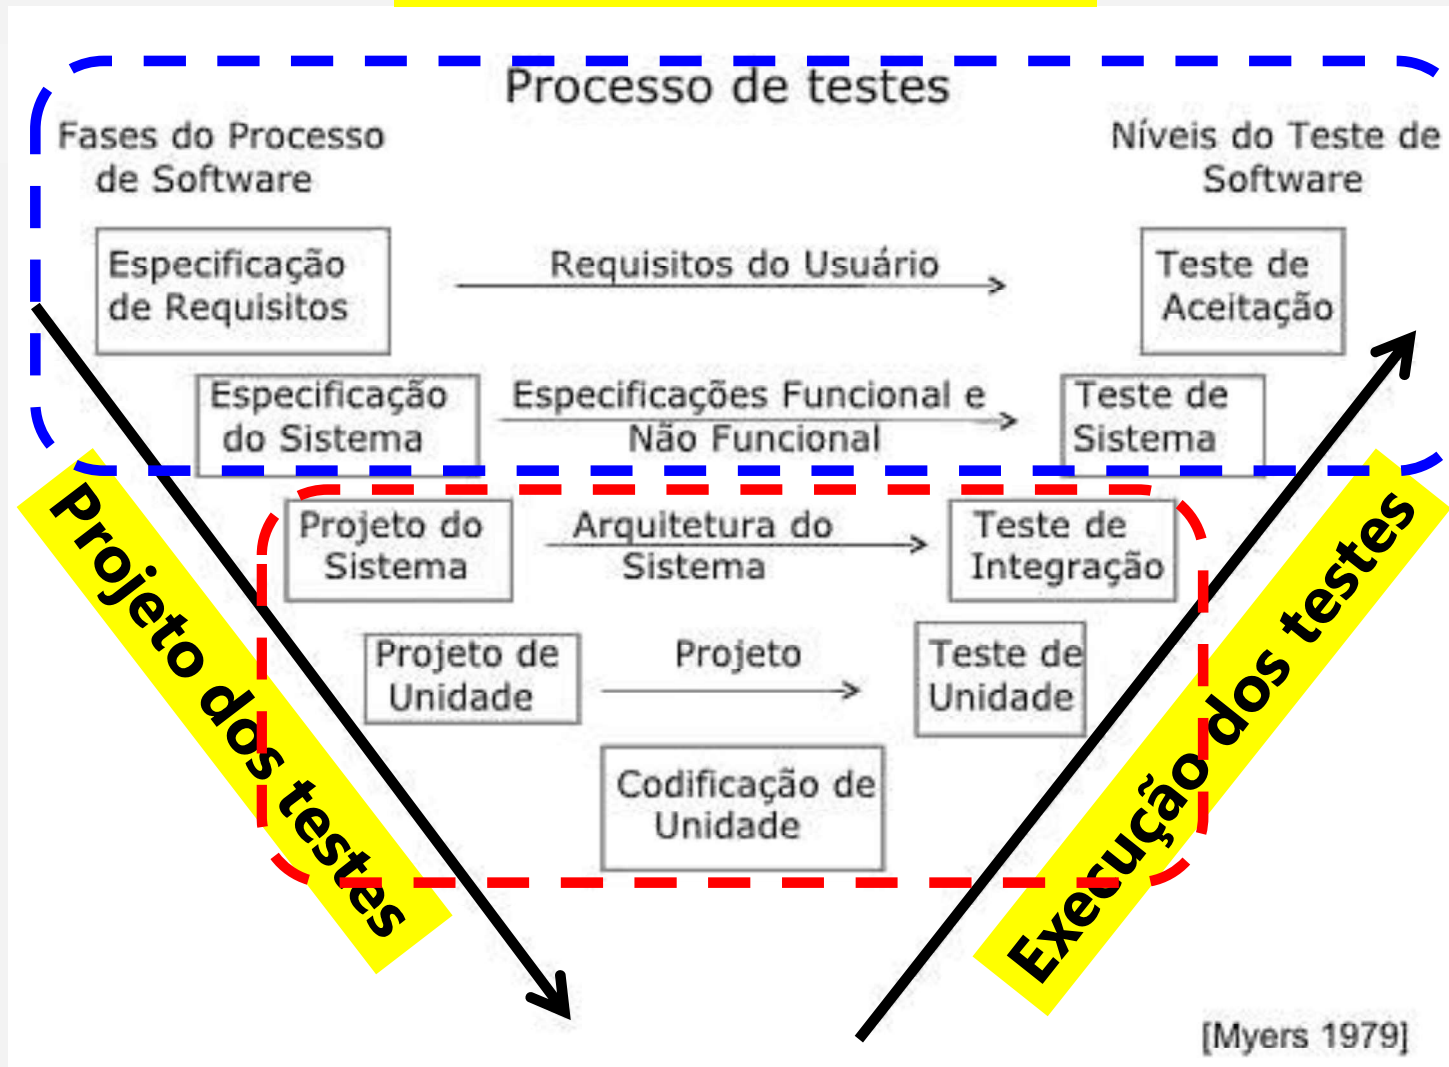 Processo de testes
Fases do Processo
de Software
Níveis do Teste de
Software
Especificação
de Requisitos
Requisitos do Usuário
Teste de
Aceitação
Especificação
do Sistema
Especificações Funcional e
Não Funcional
Teste de
Sistema
Projeto do
Sistema
Arquitetura do
Sistema
Teste de
Integração
Projeto de
Unidade
Projeto
Teste de
Unidade
Codificação de
Unidade
Projeto dos testes
Execução dos testes
[Myers 1979]